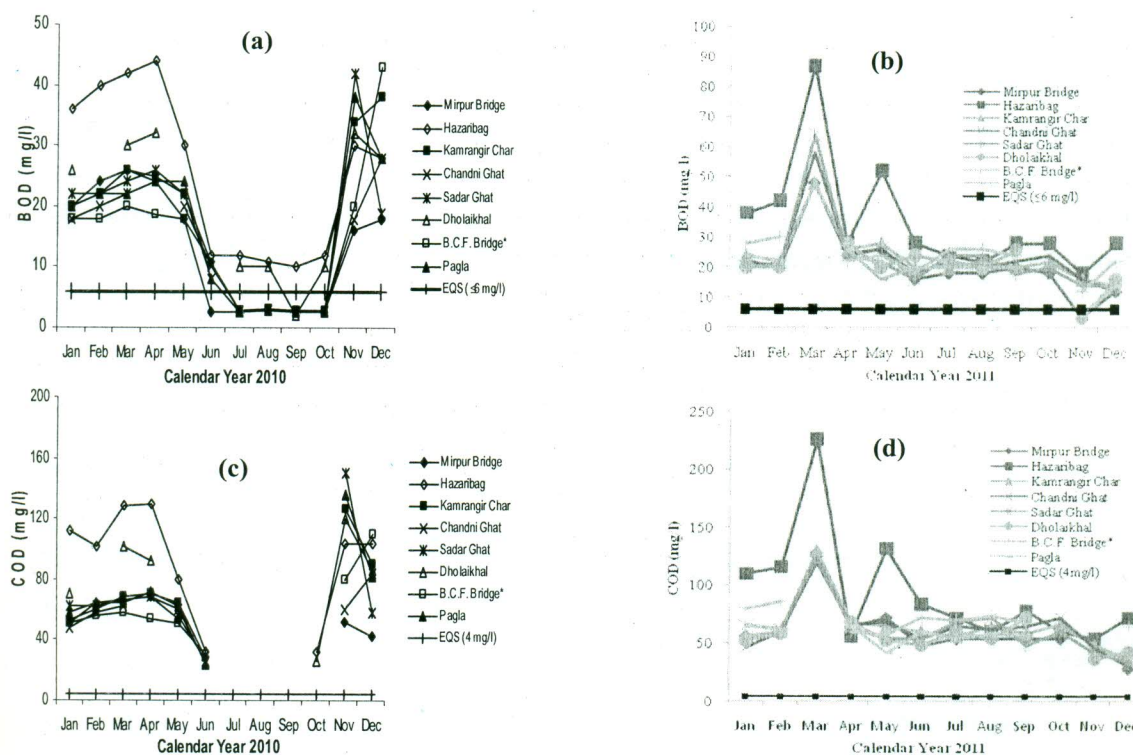 (a)
BOD (mg/l)
50
40
30
20
10
0
Jan Feb Mar Apr May Jun Jul Aug Sep Oct Nov Dec
Calendar Year 2010
Mirpur Bridge
Hazaribag
Kamrangir Char
Chandni Ghat
Sadar Ghat
Dholaikhal
B.C.F. Bridge*
Pagla
EQS (≤6 mg/l)
(b)
BOD (mg l)
100
90
80
70
60
50
40
30
20
10
0
Jan Feb Mar Apr May Jun Jul Aug Sep Oct Nov Dec
Calendar Year 2011
Mirpur Bridge
Hazaribag
Kamrangir Char
Chandni Ghat
Sadar Ghat
Dholaikhal
B.C.F Bridge*
Pagla
EQS (≤6 mg/l)
(c)
COD (mg/l)
200
160
120
80
40
0
Jan Feb Mar Apr May Jun Jul Aug Sep Oct Nov Dec
Calendar Year 2010
Mirpur Bridge
Hazaribag
Kamrangir Char
Chandni Ghat
Sadar Ghat
Dholaikhal
B.C.F. Bridge*
Pagla
EQS (4 mg/l)
(d)
COD (mg l)
250
200
150
100
50
0
Jan Feb Mar Apr May Jun Jul Aug Sep Oct Nov Dec
Calendar Year 2011
Mirpur Bridge
Hazaribag
Kamrangir Char
Chandni Ghat
Sadar Ghat
Dholaikhal
B.C.F Bridge*
Pagla
EQS (4mg/l)